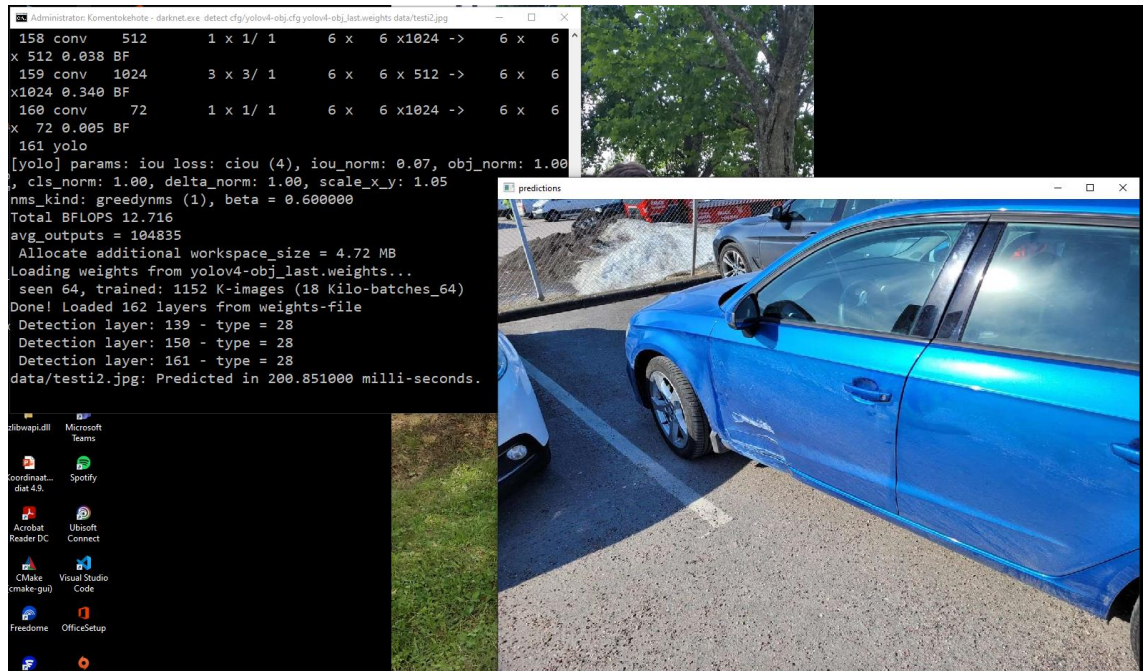 Administrator: Komentokehote - darknet.exe detect cfg/yolov4-obj.cfg yolov4-obj_last.weights data/testi2.jpg
158 conv 512 1 x 1/ 1 6 x 6 x1024 -> 6 x 6
x 512 0.038 BF
159 conv 1024 3 x 3/ 1 6 x 6 x 512 -> 6 x 6
x1024 0.340 BF
160 conv 72 1 x 1/ 1 6 x 6 x1024 -> 6 x 6
x 72 0.005 BF
161 yolo
[yolo] params: iou loss: ciou (4), iou_norm: 0.07, obj_norm: 1.00
, cls_norm: 1.00, delta_norm: 1.00, scale_x_y: 1.05
nms_kind: greedynms (1), beta = 0.600000
Total BFLOPS 12.716
avg_outputs = 104835
Allocate additional workspace_size = 4.72 MB
Loading weights from yolov4-obj_last.weights...
seen 64, trained: 1152 K-images (18 Kilo-batches_64)
Done! Loaded 162 layers from weights-file
Detection layer: 139 - type = 28
Detection layer: 150 - type = 28
Detection layer: 161 - type = 28
data/testi2.jpg: Predicted in 200.851000 milli-seconds.
predictions
zlibwapi.dll
Microsoft
Teams
Koordinaat...
diat 4.9.
Spotify
Acrobat
Reader DC
Ubisoft
Connect
CMake
(cmake-gui)
Visual Studio
Code
Freedome
OfficeSetup